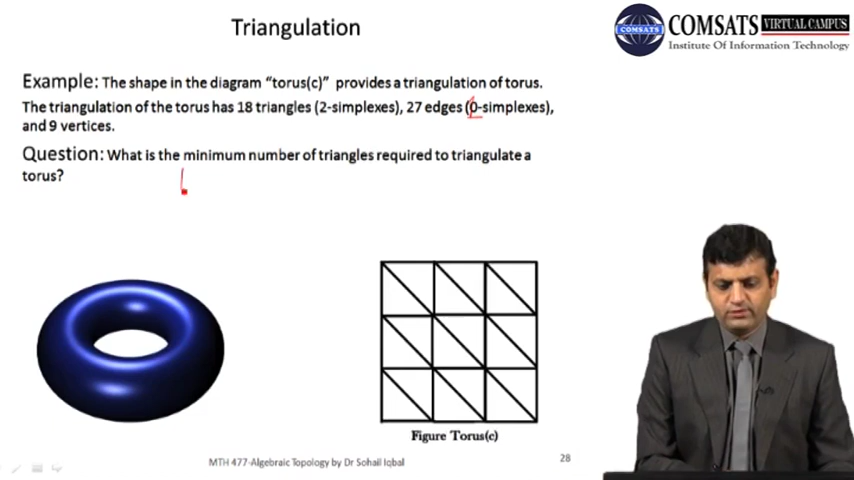 Triangulation
COMSATS
COMSATS VIRTUAL CAMPUS
Institute Of Information Technology
Example: The shape in the diagram “torus(c)” provides a triangulation of torus.
The triangulation of the torus has 18 triangles (2-simplexes), 27 edges (0-simplexes),
and 9 vertices.
Question: What is the minimum number of triangles required to triangulate a
torus?
Figure Torus(c)
MTH 477-Algebraic Topology by Dr Sohail Iqbal
28